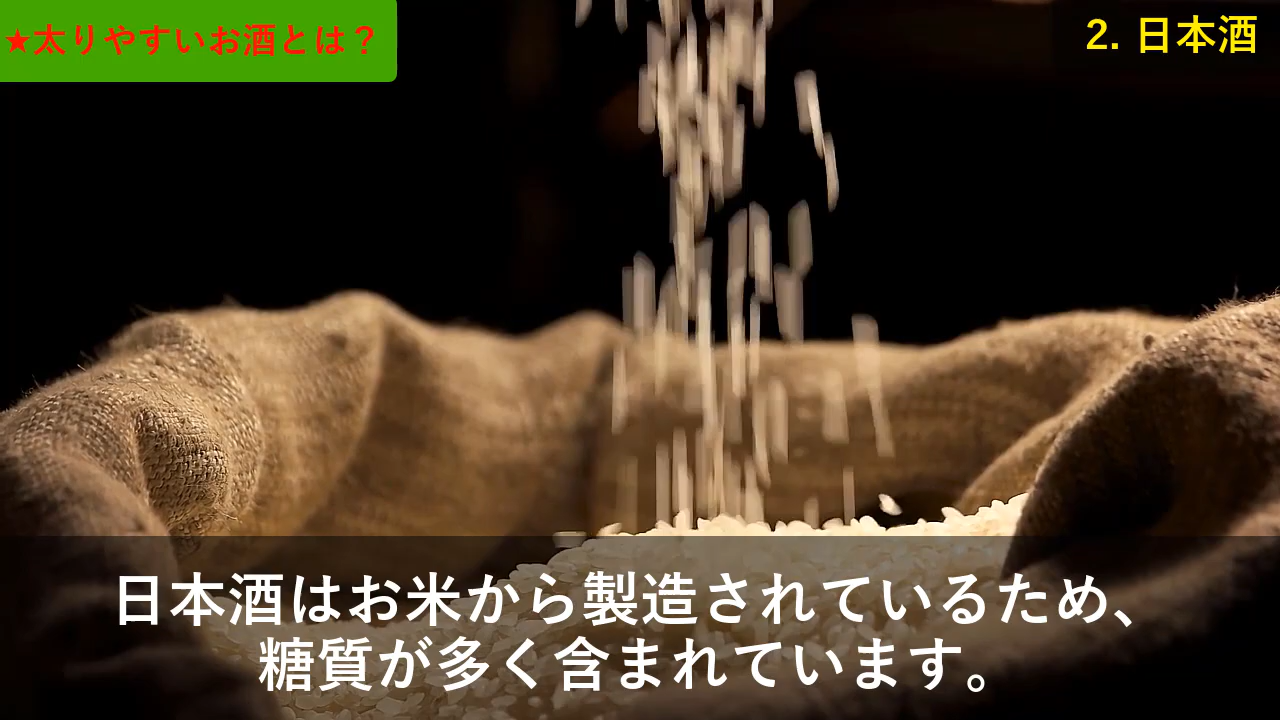 ★太りやすいお酒とは？
2. 日本酒
日本酒はお米から製造されているため、
糖質が多く含まれています。